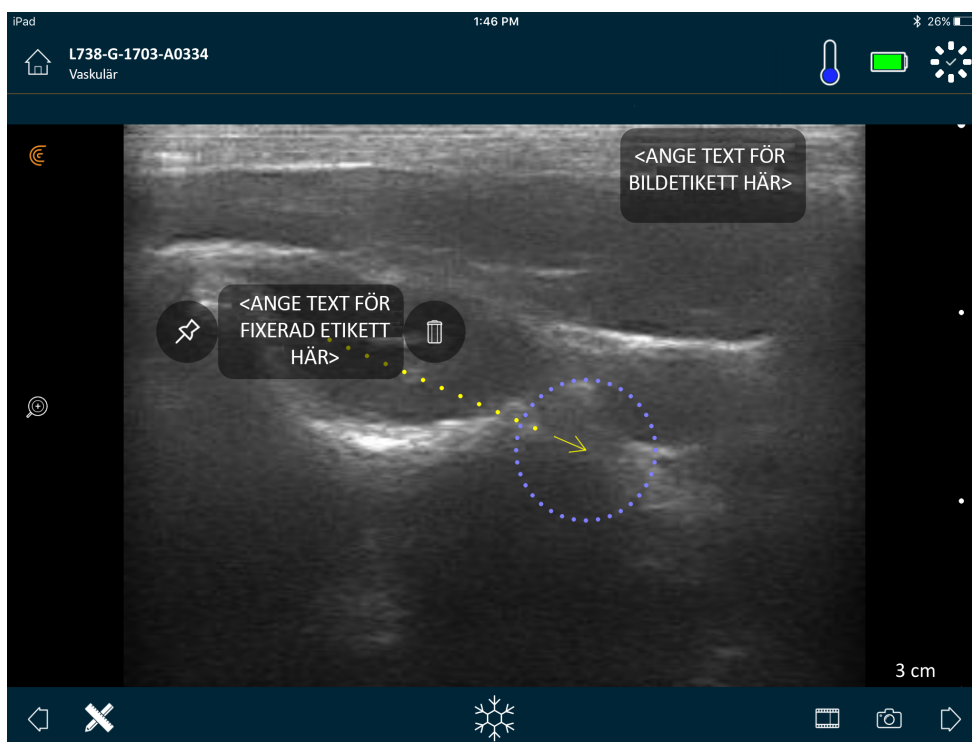 iPad
1:46 PM
26%
L738-G-1703-A0334
Vaskulär
<ANGE TEXT FÖR
BILDETIKETT HÄR>
<ANGE TEXT FÖR
FIXERAD ETIKETT
HÄR>
3 cm